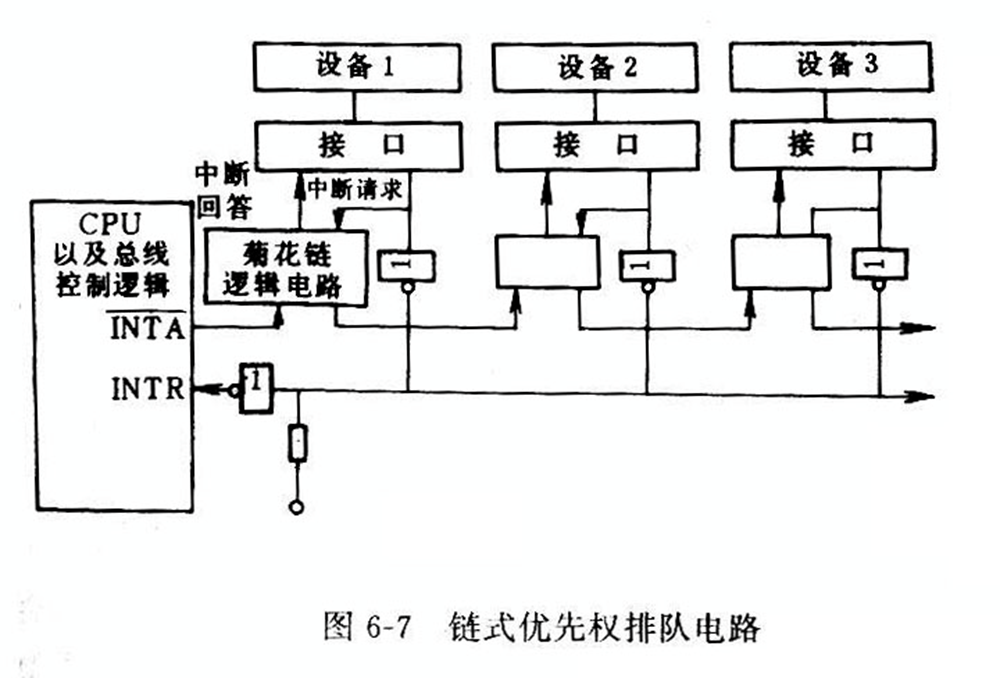 设备1
设备2
设备3
接 口
接 口
接 口
中断
回答
中断请求
CPU
以及总线
控制逻辑
菊花链
逻辑电路
1
1
1
INTA
INTR
1
图 6-7 链式优先权排队电路